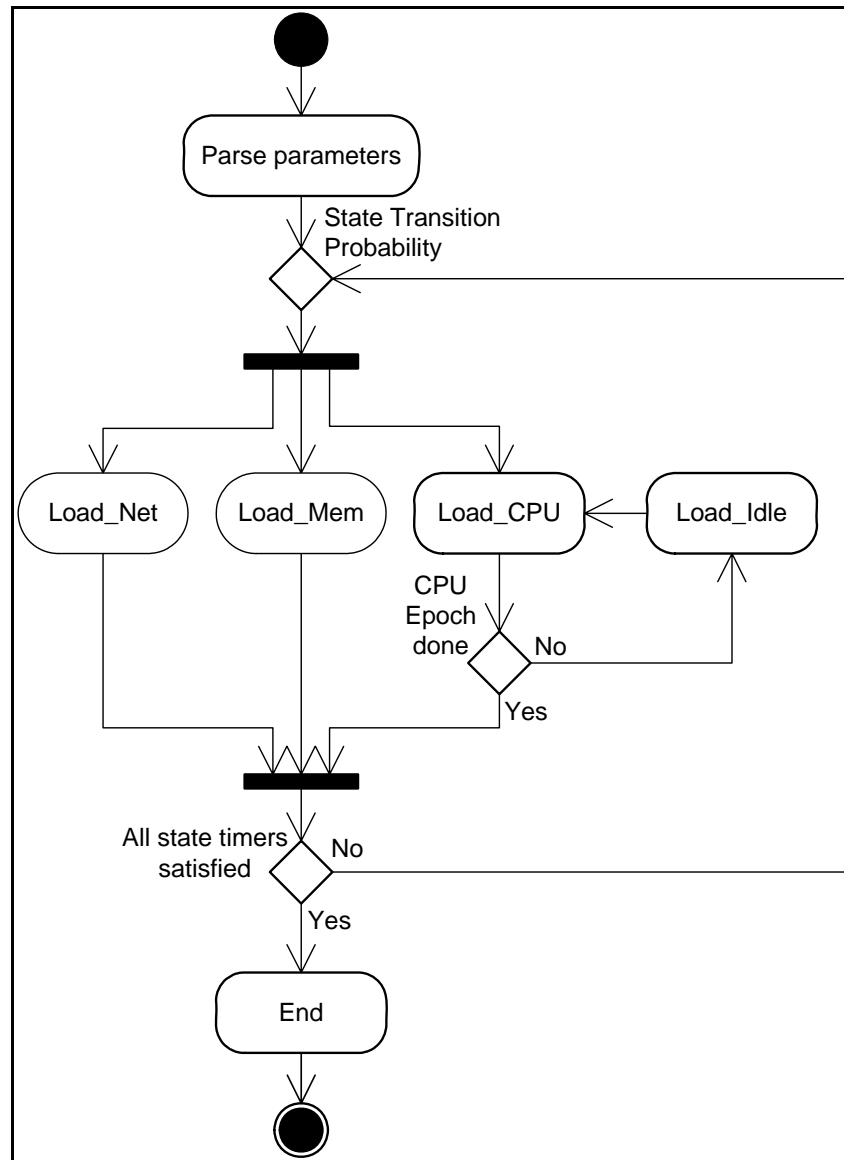 Parse parameters
State Transition
Probability
Load_Net
Load_Mem
Load_CPU
Load_Idle
CPU
Epoch
done
No
Yes
All state timers
satisfied
No
Yes
End